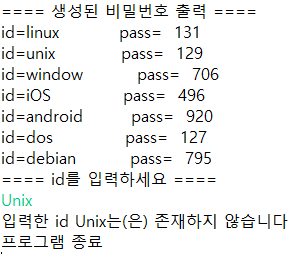 ==== 생성된 비밀번호 출력 ====
id=linux pass= 131
id=unix pass= 129
id=window pass= 706
id=iOS pass= 496
id=android pass= 920
id=dos pass= 127
id=debian pass= 795
==== id를 입력하세요 ====
Unix
입력한 id Unix는(은) 존재하지 않습니다
프로그램 종료